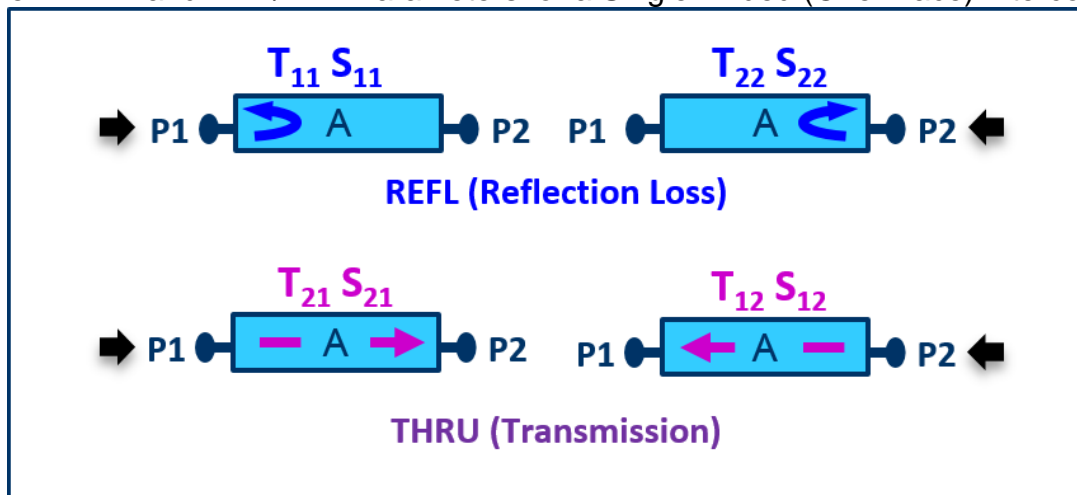 T11 S11 T22 S22
P1 A P2 P1 A P2
REFL (Reflection Loss)
T21 S21 T12 S12
P1 A P2 P1 A P2
THRU (Transmission)